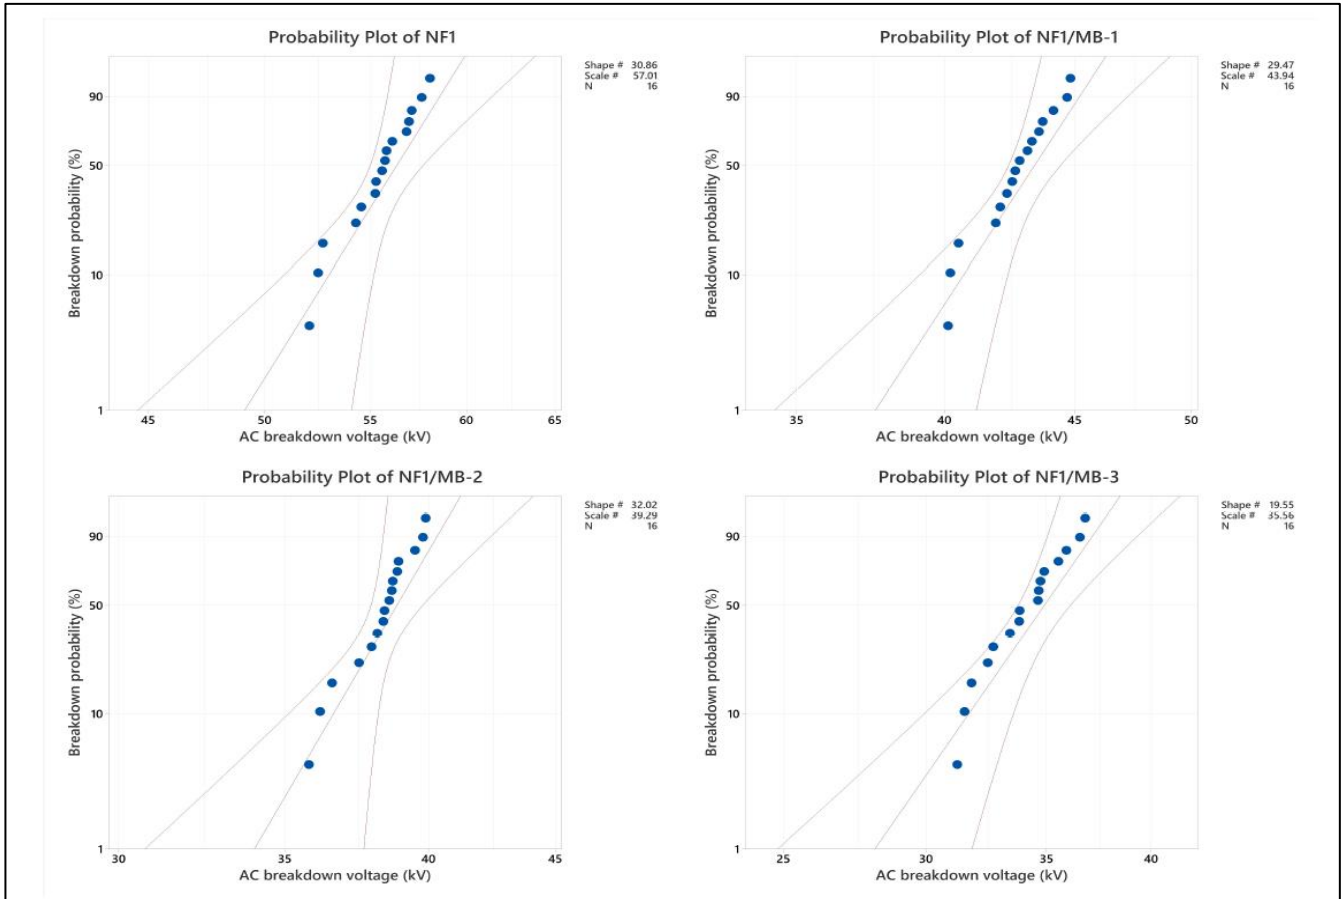 Probability Plot of NF1
Shape # 30.86
Scale # 57.01
N 16
90
50
10
1
Breakdown probability (%)
45 50 55 60 65
AC breakdown voltage (kV)
Probability Plot of NF1/MB-1
Shape # 29.47
Scale # 43.94
N 16
90
50
10
1
Breakdown probability (%)
35 40 45 50
AC breakdown voltage (kV)
Probability Plot of NF1/MB-2
Shape # 32.02
Scale # 39.29
N 16
90
50
10
1
Breakdown probability (%)
30 35 40 45
AC breakdown voltage (kV)
Probability Plot of NF1/MB-3
Shape # 19.55
Scale # 35.56
N 16
90
50
10
1
Breakdown probability (%)
25 30 35 40
AC breakdown voltage (kV)